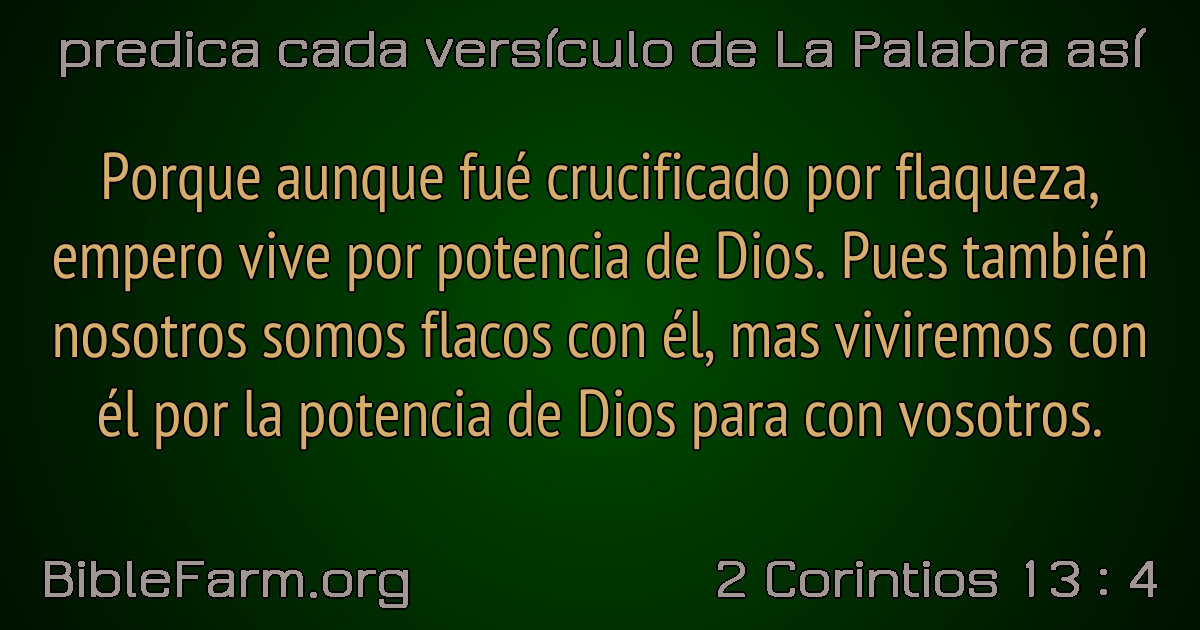 predica cada versículo de La Palabra así
Porque aunque fué crucificado por flaqueza,
empero vive por potencia de Dios. Pues también
nosotros somos flacos con él, mas viviremos con
él por la potencia de Dios para con vosotros.
BibleFarm.org
2 Corintios 13 : 4